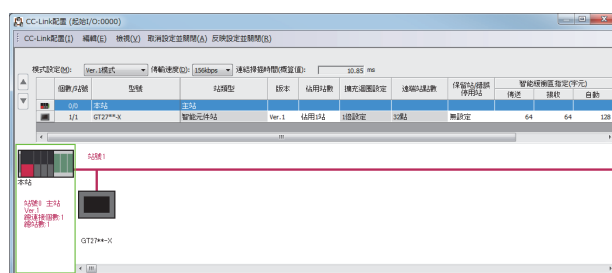 CC-Link配置 (起始I/O:0000)
CC-Link配置(I) 編輯(E) 檢視(V) 取消設定並關閉(A) 反映設定並關閉(R)
模式設定(M): Ver.1模式 傳輸速度(D): 156kbps 連結掃描時間(概算值): 10.85 ms
個數/站號 型號 站類型 版本 佔用站數 擴充迴圈設定 遠端站點數 保留站/錯誤停用站 智能緩衝區指定(字元)
傳送 接收 自動
0/0 本站 主站
1/1 GT27**-X 智能元件站 Ver.1 佔用1站 1倍設定 32點 無設定 64 64 128
站號1
本站
站號0 主站
Ver.1
總連接個數:1
總站數:1
GT27**-X